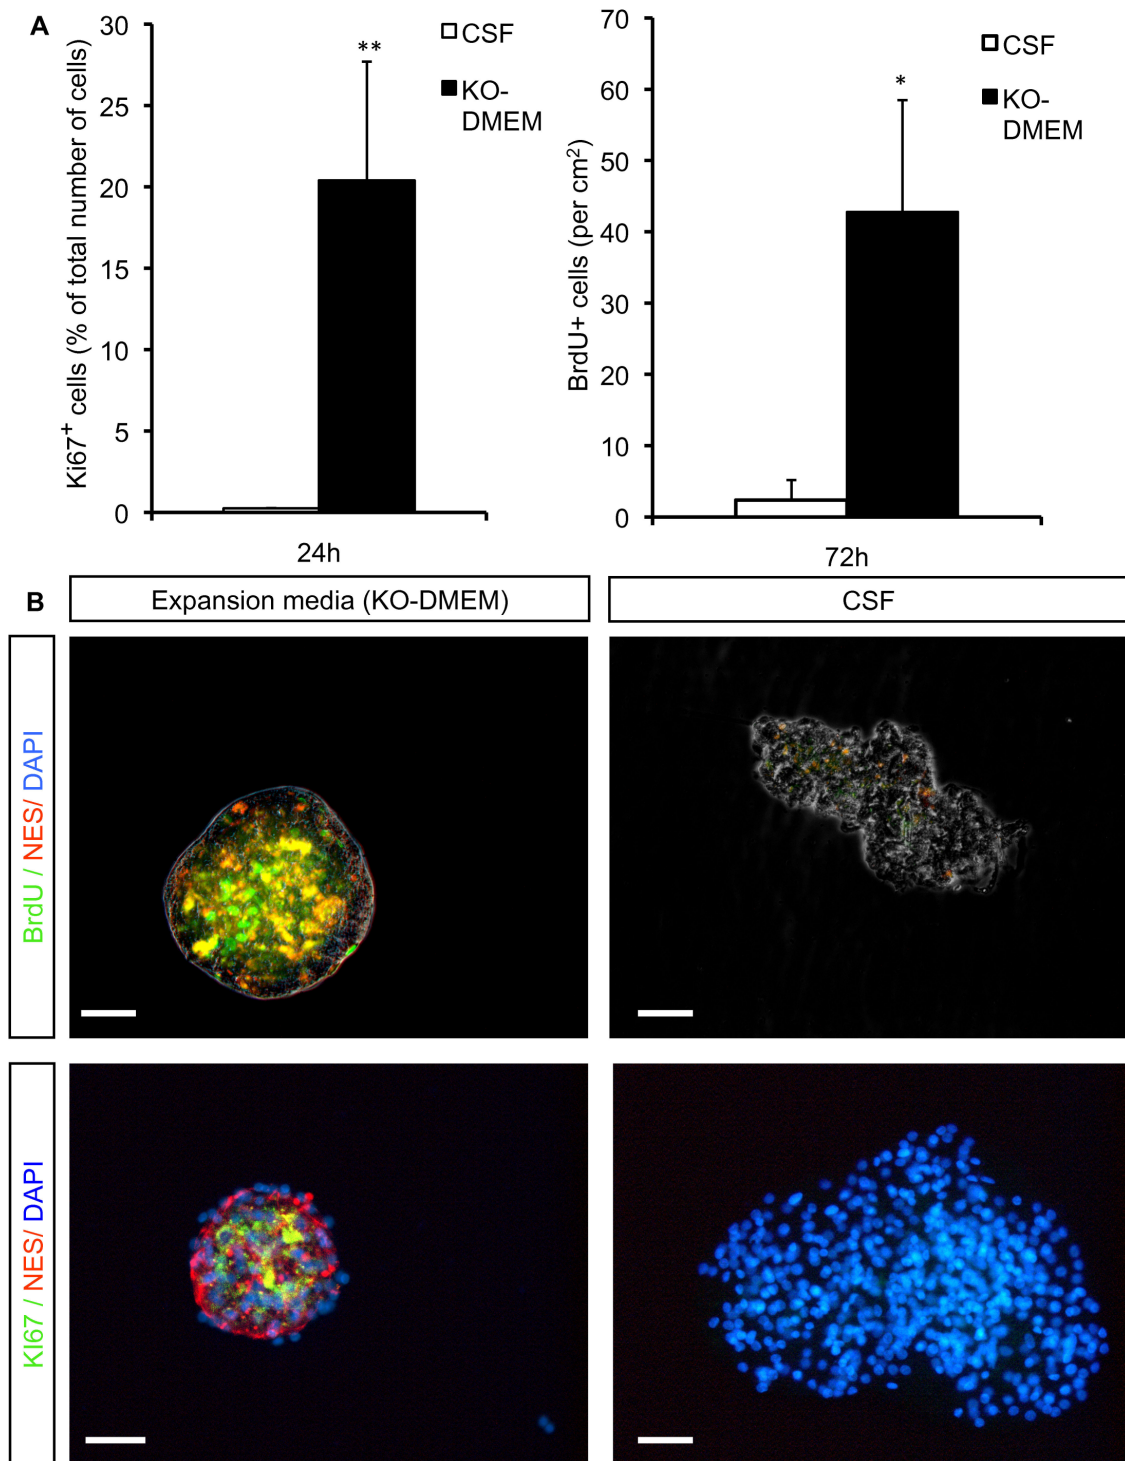 A
Ki67+ cells (% of total number of cells)
30
25
20
15
10
5
0
**
CSF
KO-
DMEM
24h
BrdU+ cells (per cm²)
70
60
50
40
30
20
10
0
*
CSF
KO-
DMEM
72h
B
Expansion media (KO-DMEM)
CSF
BrdU / NES/ DAPI
KI67 / NES/ DAPI